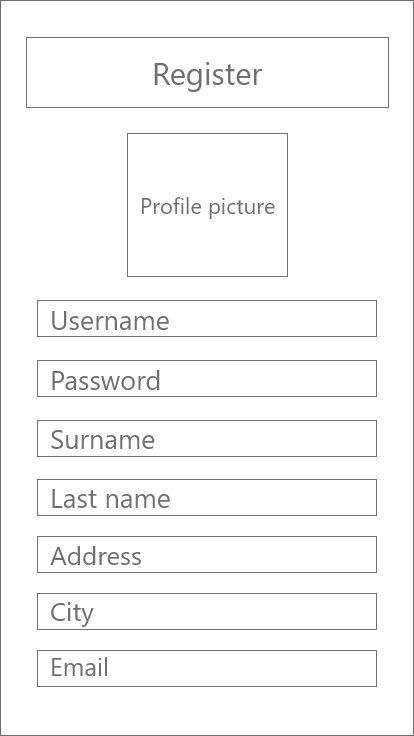 Register
Profile picture
Username
Password
Surname
Last name
Address
City
Email